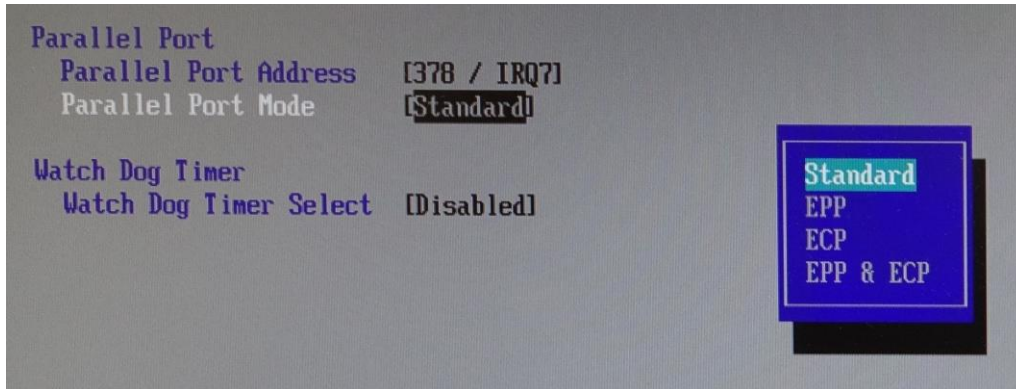 Parallel Port
Parallel Port Address [378 / IRQ7]
Parallel Port Mode [Standard]
Watch Dog Timer
Watch Dog Timer Select [Disabled]
Standard
EPP
ECP
EPP & ECP